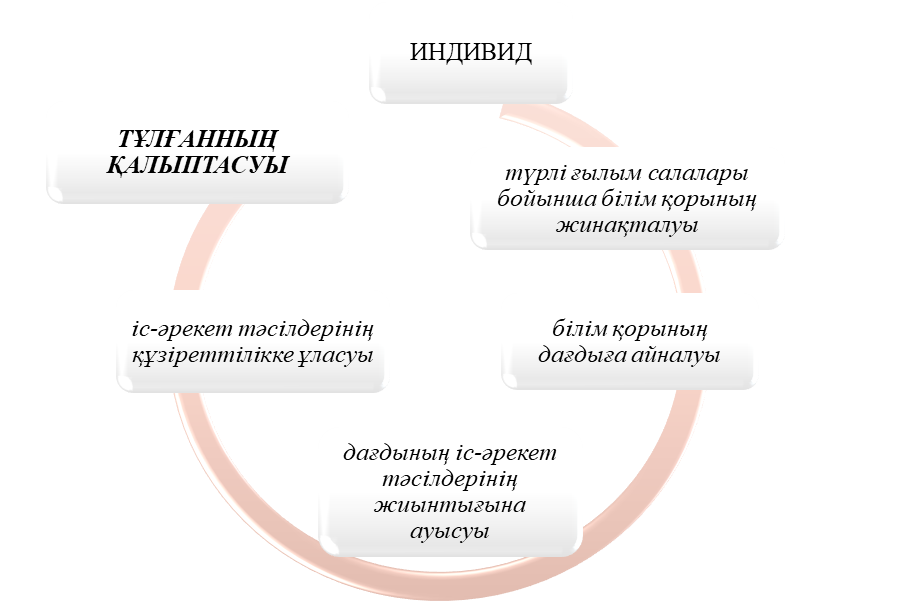 ИНДИВИД
түрлі ғылым салалары
бойынша білім қорының
жинақталуы
білім қорының
дағдыға айналуы
дағдының іс-әрекет
тәсілдерінің
жиынтығына
ауысуы
іс-әрекет тәсілдерінің
құзіреттілікке ұласуы
ТҰЛҒАННЫҢ
ҚАЛЫПТАСУЫ